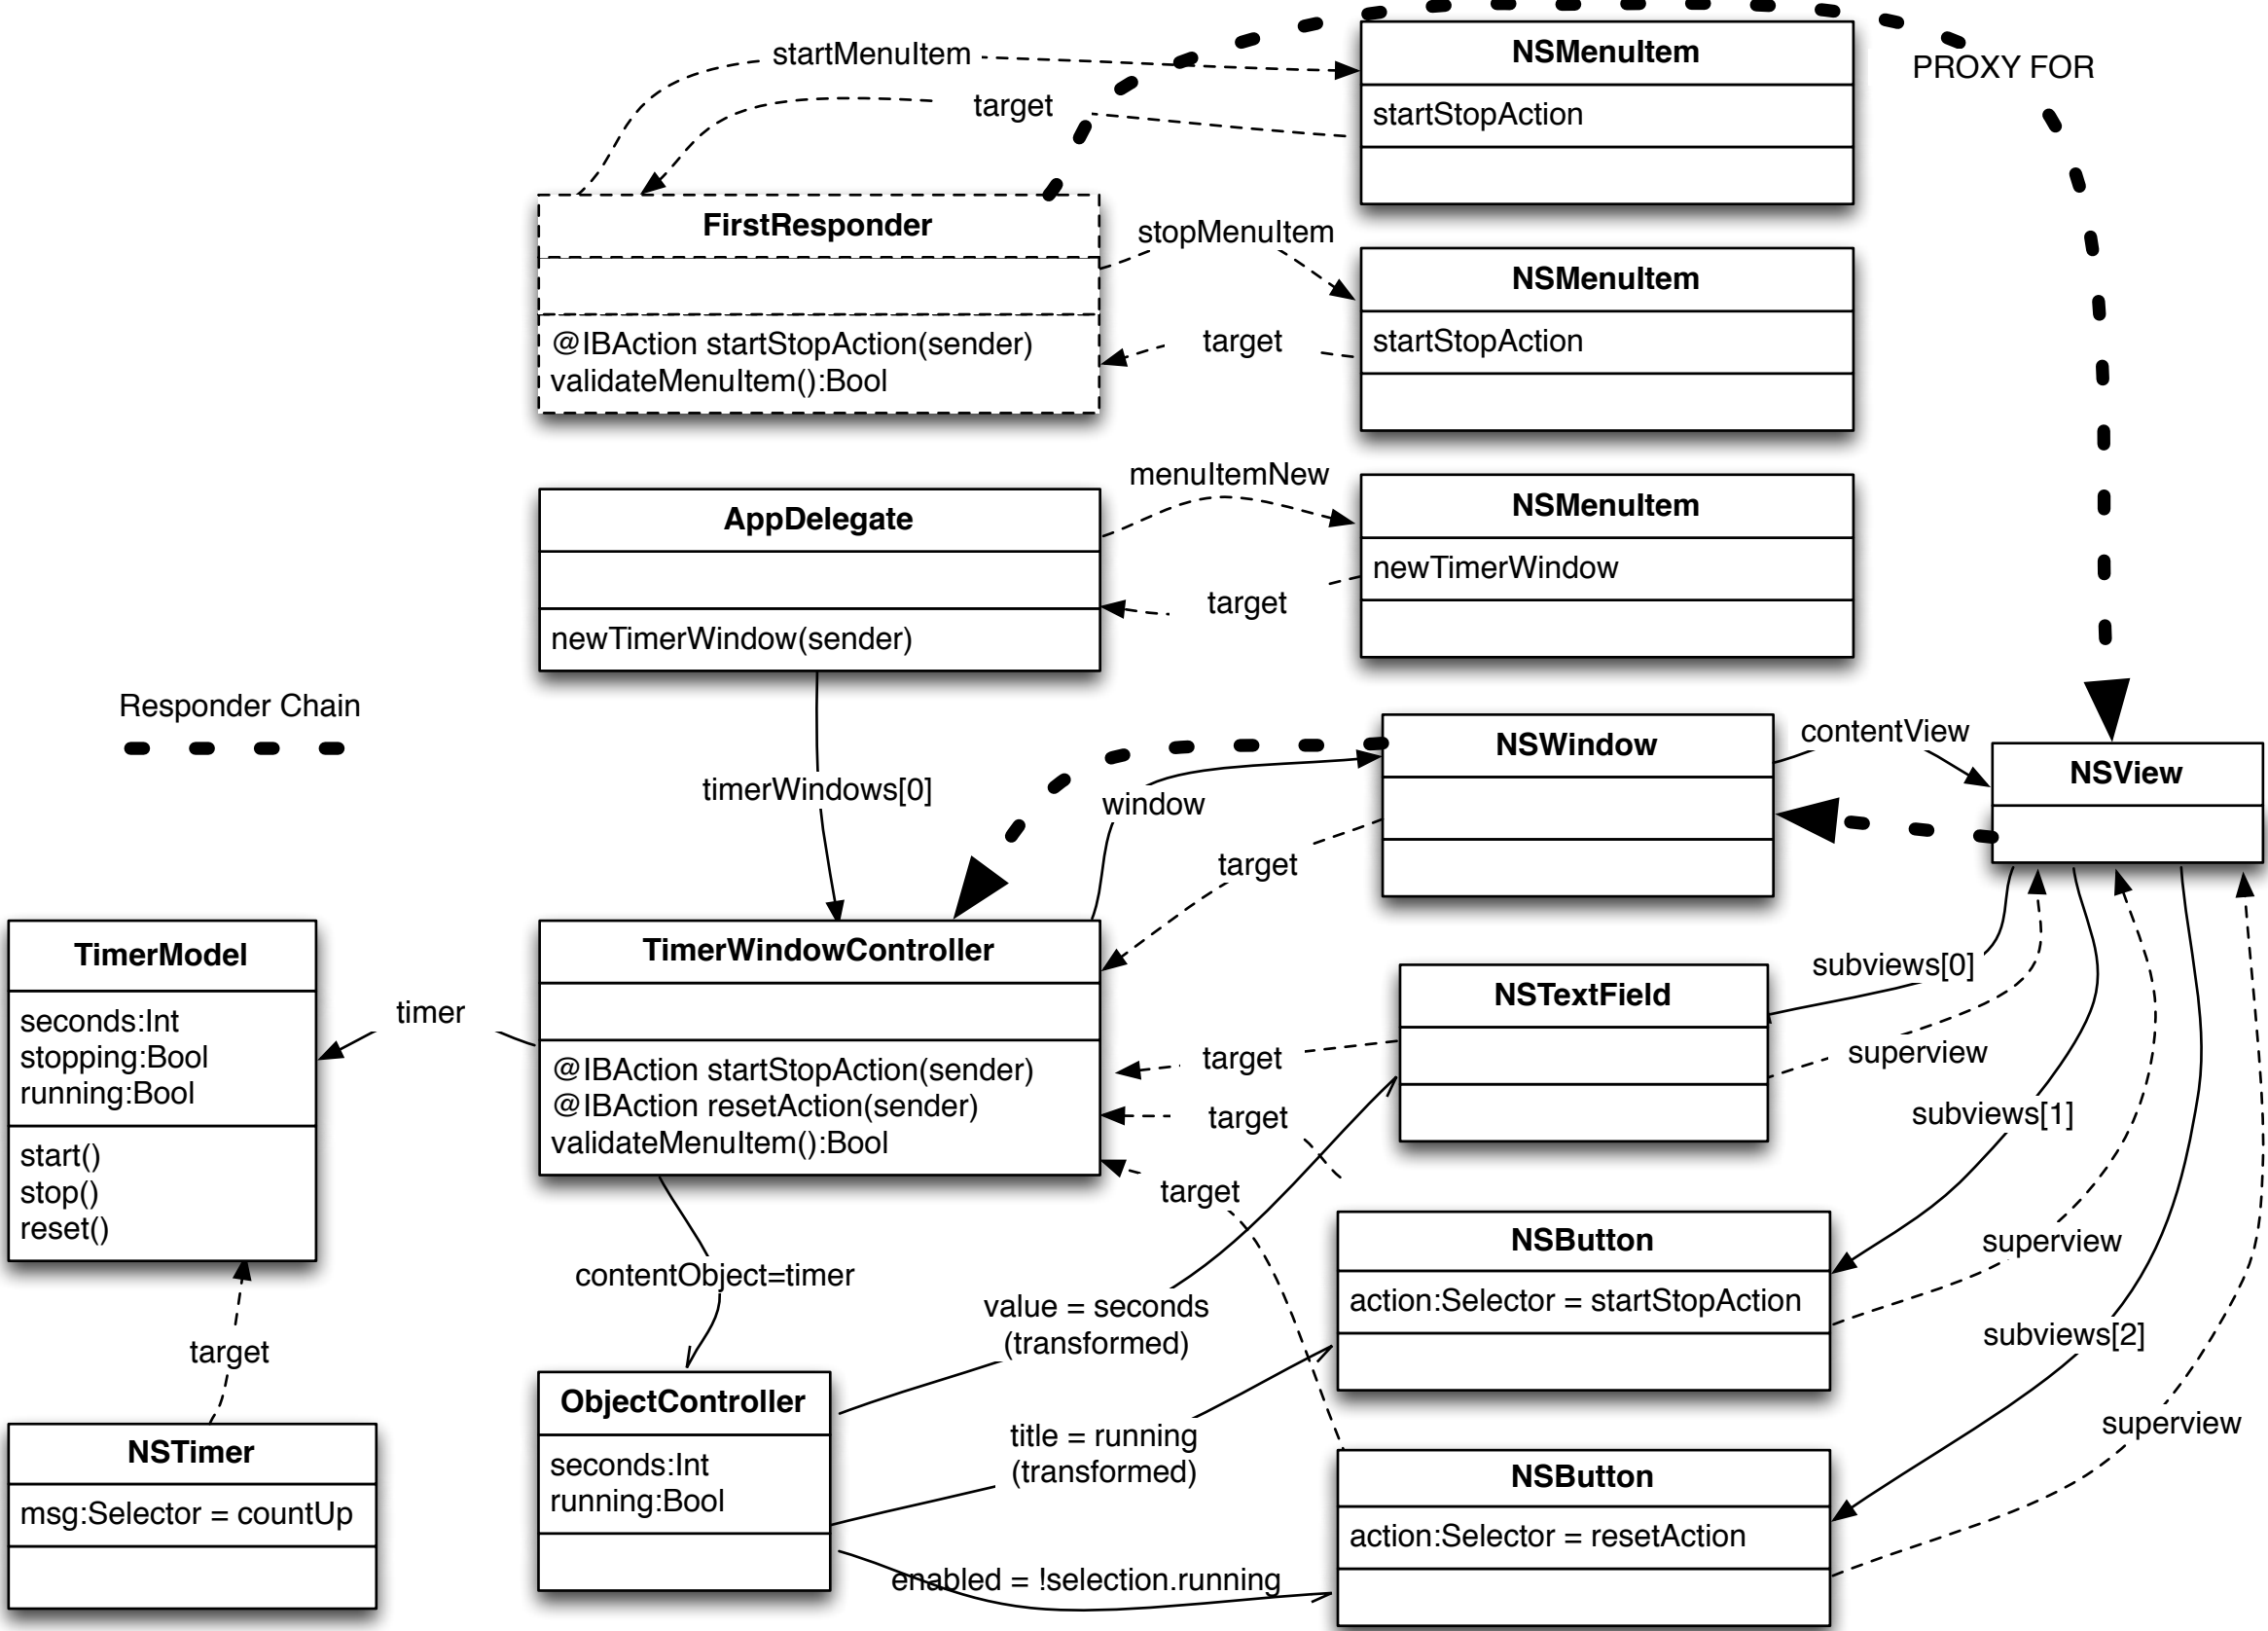 startMenuItem
target
NSMenuItem
startStopAction
PROXY FOR
FirstResponder
@IBAction startStopAction(sender)
validateMenuItem():Bool
stopMenuItem
target
NSMenuItem
startStopAction
AppDelegate
newTimerWindow(sender)
menuItemNew
target
NSMenuItem
newTimerWindow
Responder Chain
timerWindows[0]
window
target
NSWindow
contentView
NSView
TimerModel
seconds:Int
stopping:Bool
running:Bool
start()
stop()
reset()
timer
TimerWindowController
@IBAction startStopAction(sender)
@IBAction resetAction(sender)
validateMenuItem():Bool
target
target
target
NSTextField
subviews[0]
superview
subviews[1]
NSButton
action:Selector = startStopAction
superview
subviews[2]
superview
contentObject=timer
value = seconds
(transformed)
target
NSTimer
msg:Selector = countUp
ObjectController
seconds:Int
running:Bool
title = running
(transformed)
enabled = !selection.running
NSButton
action:Selector = resetAction